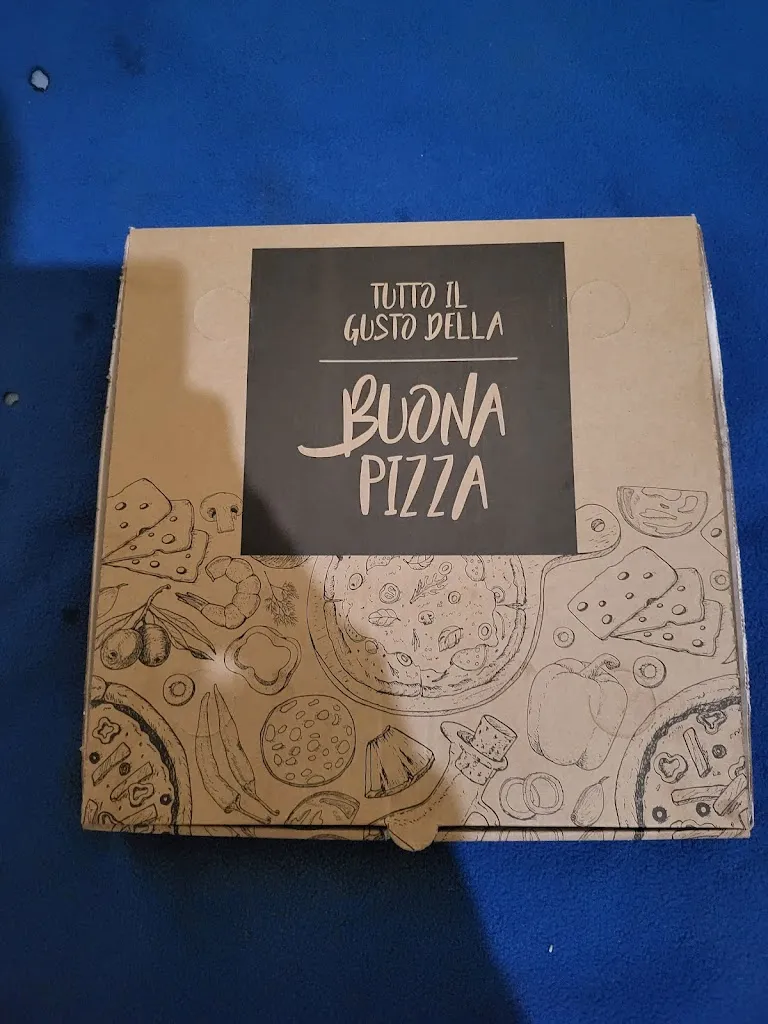 TUTTO IL
GUSTO DELLA
BUONA
PIZZA